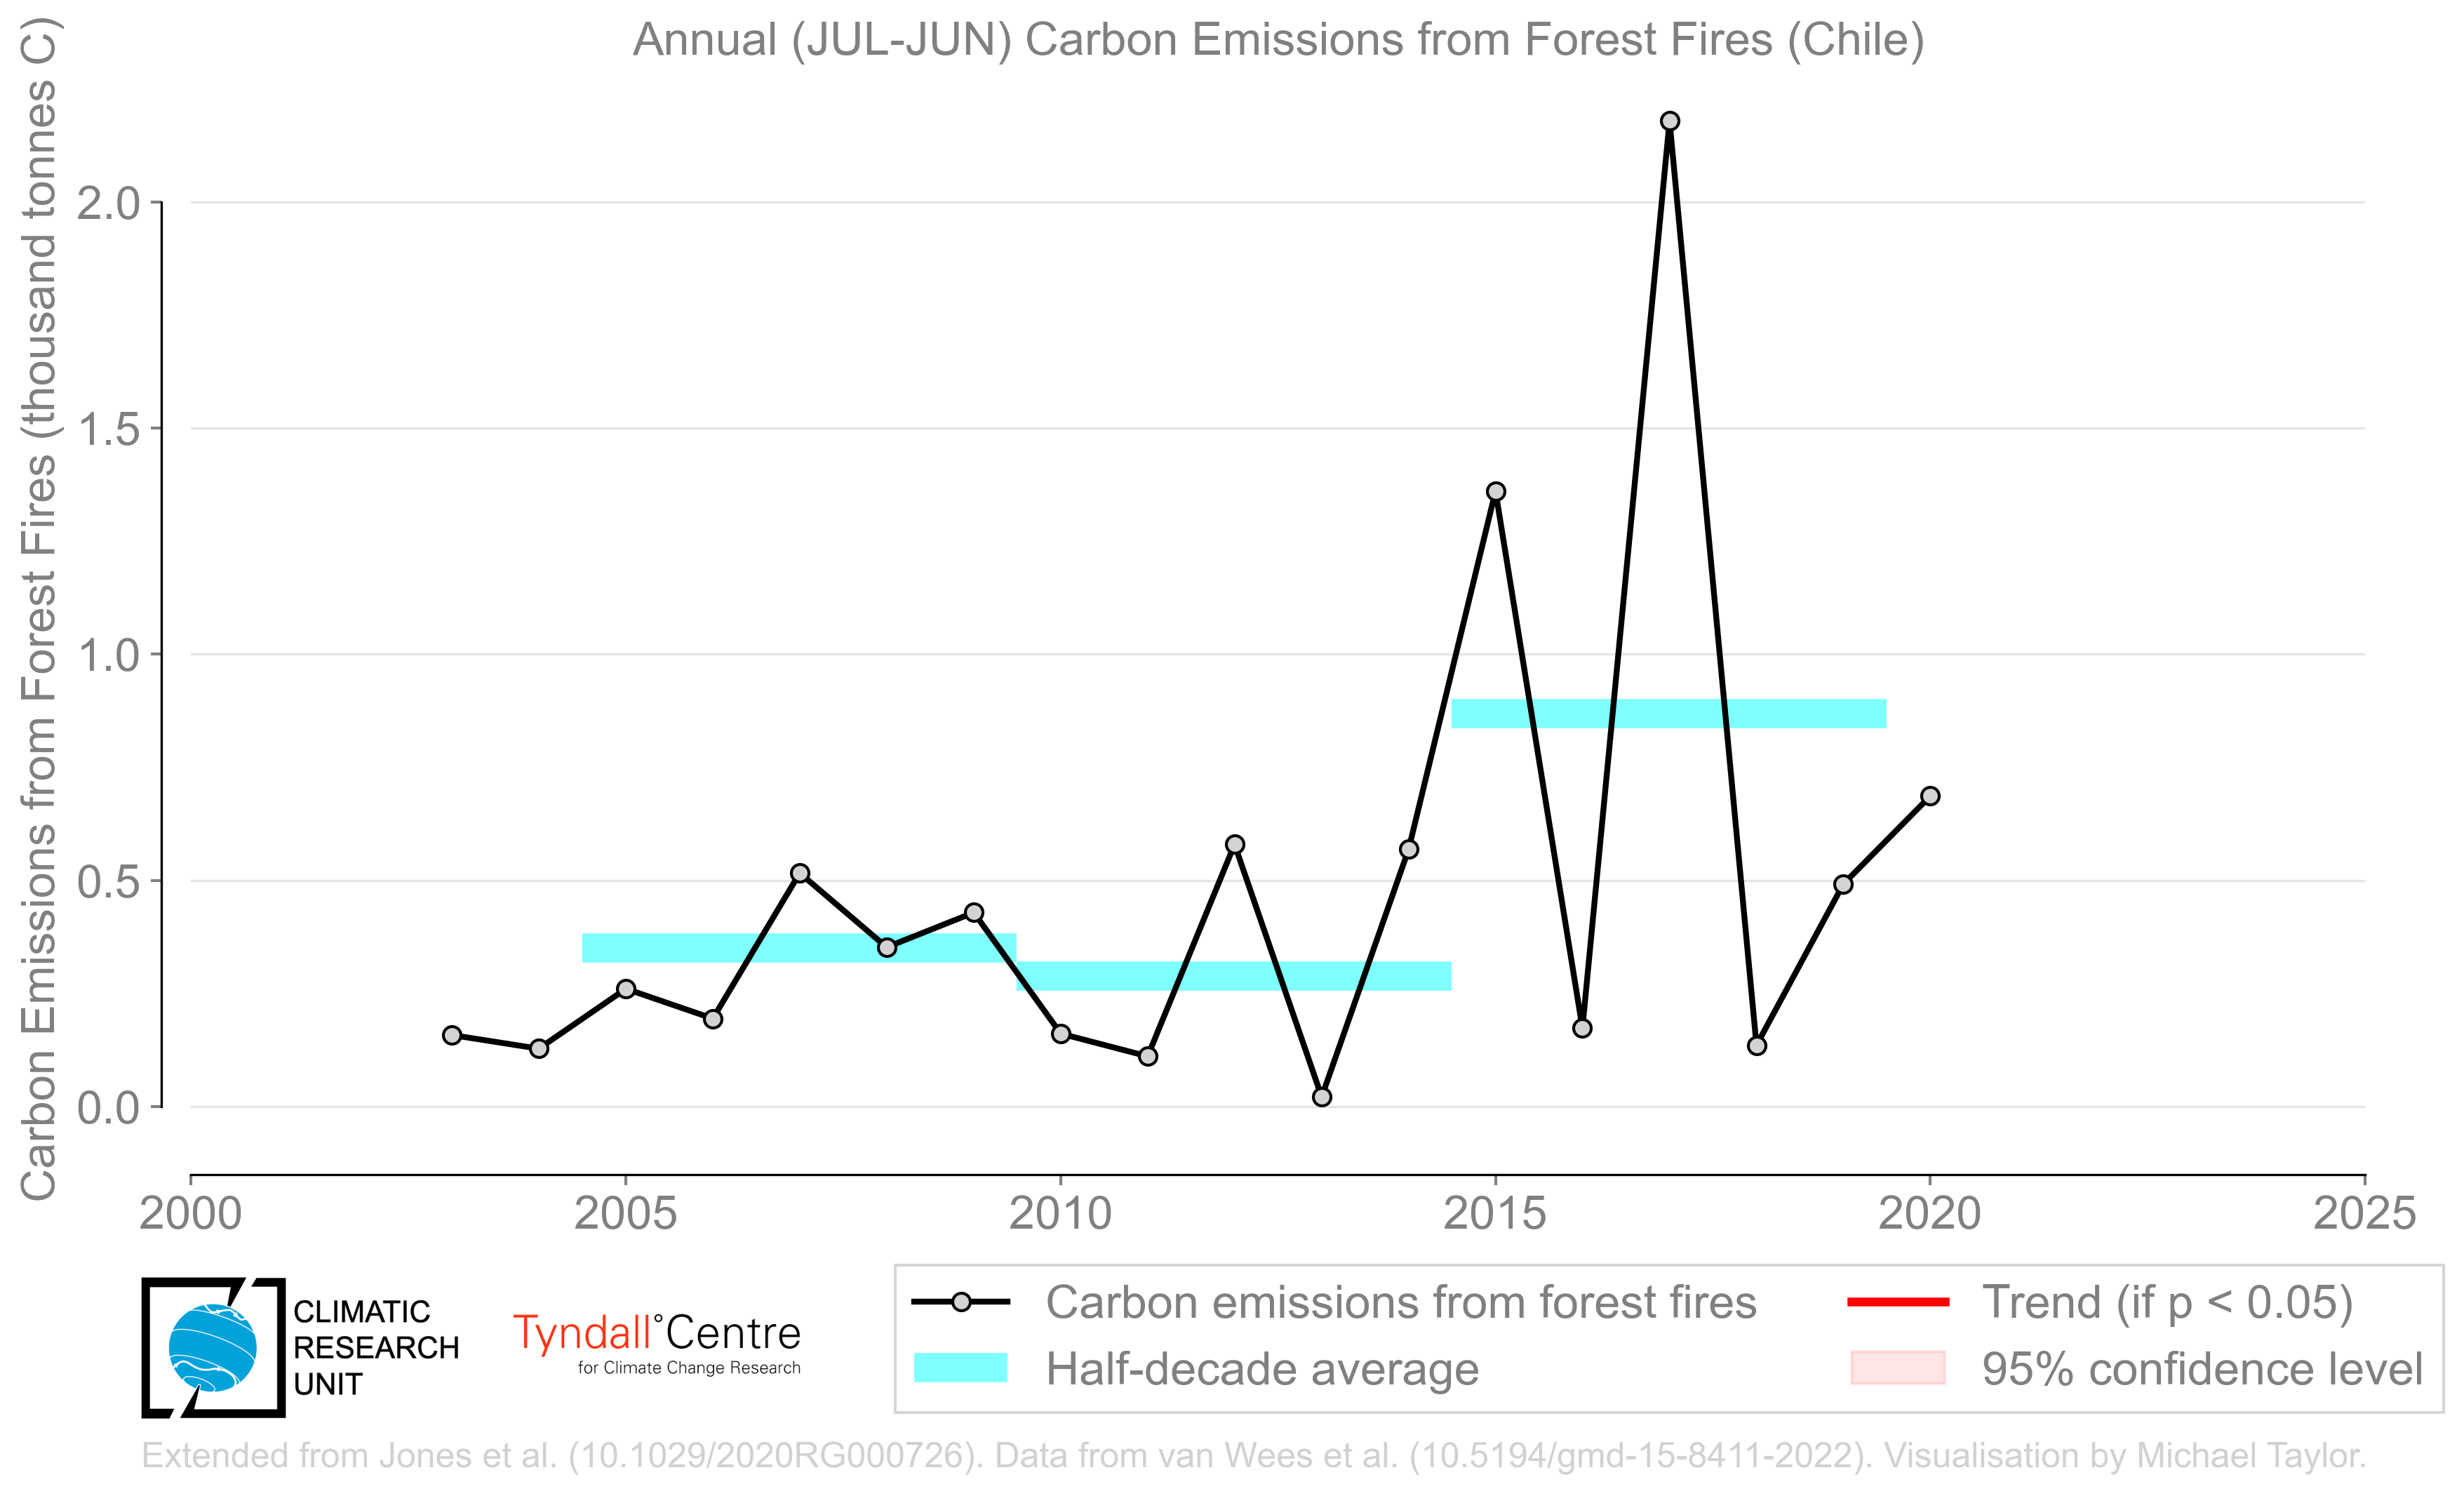 Annual (JUL-JUN) Carbon Emissions from Forest Fires (Chile)
Carbon Emissions from Forest Fires (thousand tonnes C)
2.0
1.5
1.0
0.5
0.0
2000 2005 2010 2015 2020 2025
CLIMATIC
RESEARCH
UNIT
Tyndall°Centre
for Climate Change Research
Carbon emissions from forest fires
Half-decade average
Trend (if p < 0.05)
95% confidence level
Extended from Jones et al. (10.1029/2020RG000726). Data from van Wees et al. (10.5194/gmd-15-8411-2022). Visualisation by Michael Taylor.